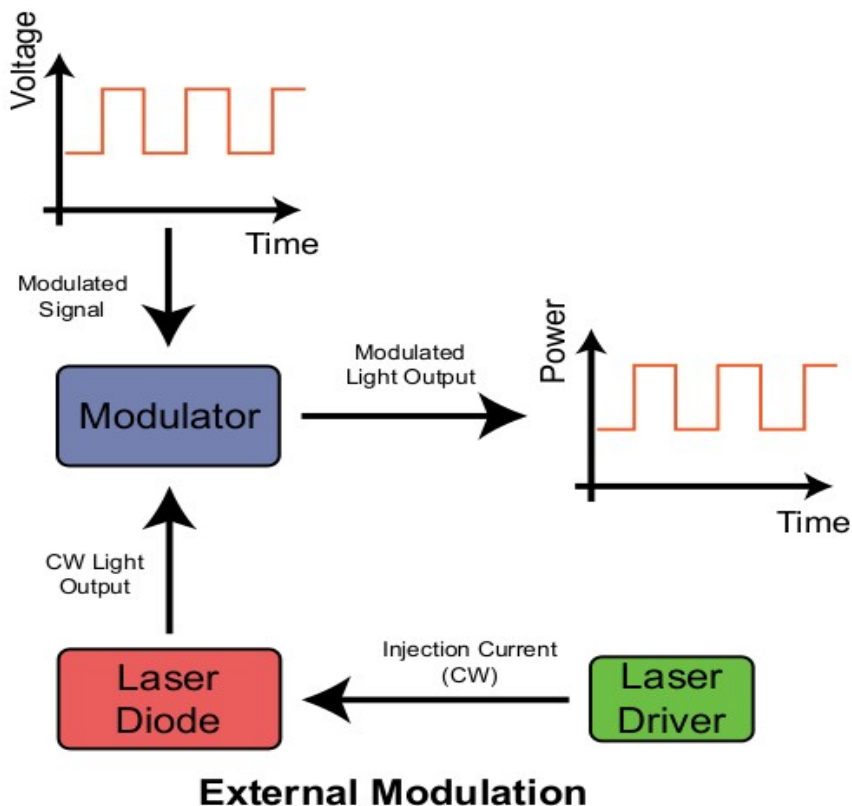 Voltage
Time
Modulated
Signal
Modulator
Modulated
Light Output
Power
Time
CW Light
Output
Laser
Diode
Injection Current
(CW)
Laser
Driver
External Modulation